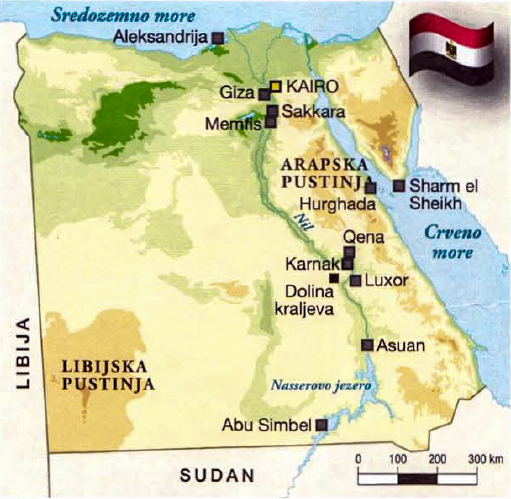 Sredozemno more
Aleksandrija
Giza
KAIRO
Sakkara
Memfis
ARAPSKA
PUSTINJA
Hurghada
Sharm el
Sheikh
Nil
Crveno
more
Qena
Karnak
Luxor
Dolina
kraljeva
LIBIJA
LIBIJSKA
PUSTINJA
Asuan
Nasserovo jezero
Abu Simbel
SUDAN
0 100 200 300 km